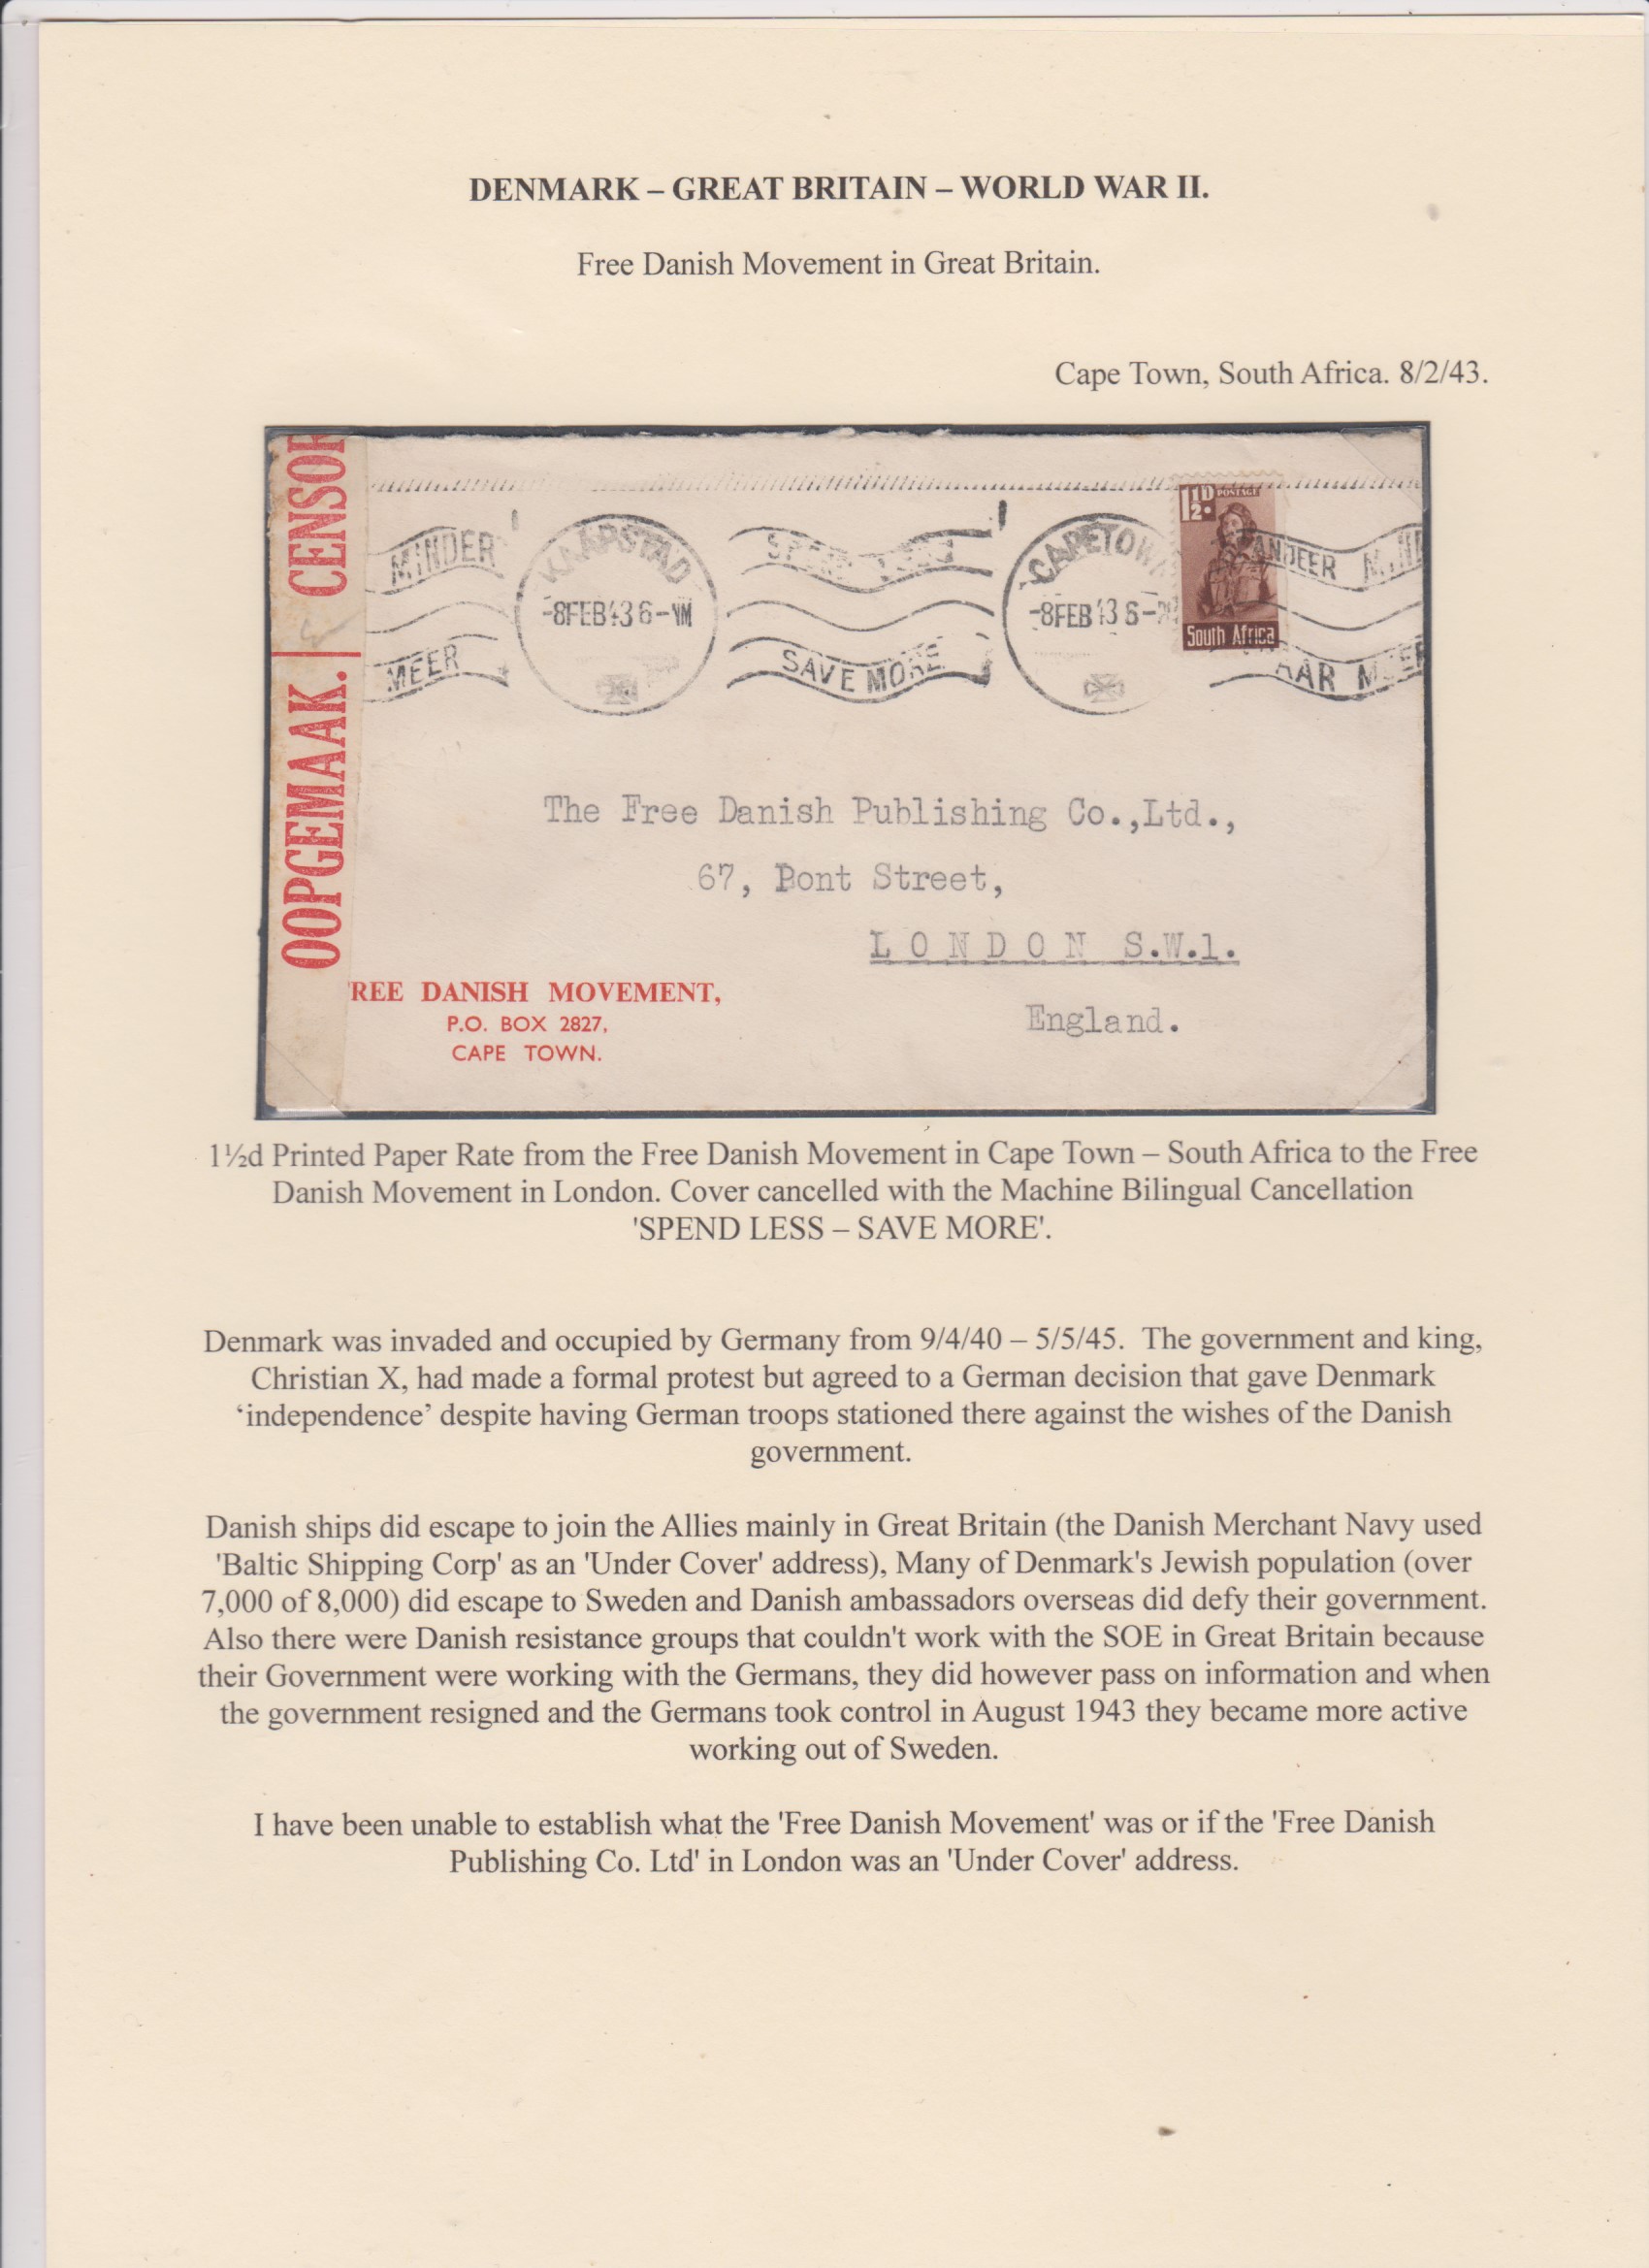 DENMARK – GREAT BRITAIN – WORLD WAR II.
Free Danish Movement in Great Britain.
Cape Town, South Africa. 8/2/43.
OOPGEMAAK. | CENSOR
MINDER
MEER
KAAPSTAD
-8FEB43 6-
SPEND LESS
SAVE MORE
CAPETOWN
-8FEB 43 6-
1½D. POSTAGE
South Africa
ANDEER MIN
AAR MEER
The Free Danish Publishing Co.,Ltd.,
67, Pont Street,
LONDON S.W.1.
England.
REE DANISH MOVEMENT,
P.O. BOX 2827,
CAPE TOWN.
1½d Printed Paper Rate from the Free Danish Movement in Cape Town – South Africa to the Free
Danish Movement in London. Cover cancelled with the Machine Bilingual Cancellation
'SPEND LESS – SAVE MORE'.
Denmark was invaded and occupied by Germany from 9/4/40 – 5/5/45. The government and king,
Christian X, had made a formal protest but agreed to a German decision that gave Denmark
‘independence’ despite having German troops stationed there against the wishes of the Danish
government.
Danish ships did escape to join the Allies mainly in Great Britain (the Danish Merchant Navy used
'Baltic Shipping Corp' as an 'Under Cover' address), Many of Denmark's Jewish population (over
7,000 of 8,000) did escape to Sweden and Danish ambassadors overseas did defy their government.
Also there were Danish resistance groups that couldn't work with the SOE in Great Britain because
their Government were working with the Germans, they did however pass on information and when
the government resigned and the Germans took control in August 1943 they became more active
working out of Sweden.
I have been unable to establish what the 'Free Danish Movement' was or if the 'Free Danish
Publishing Co. Ltd' in London was an 'Under Cover' address.